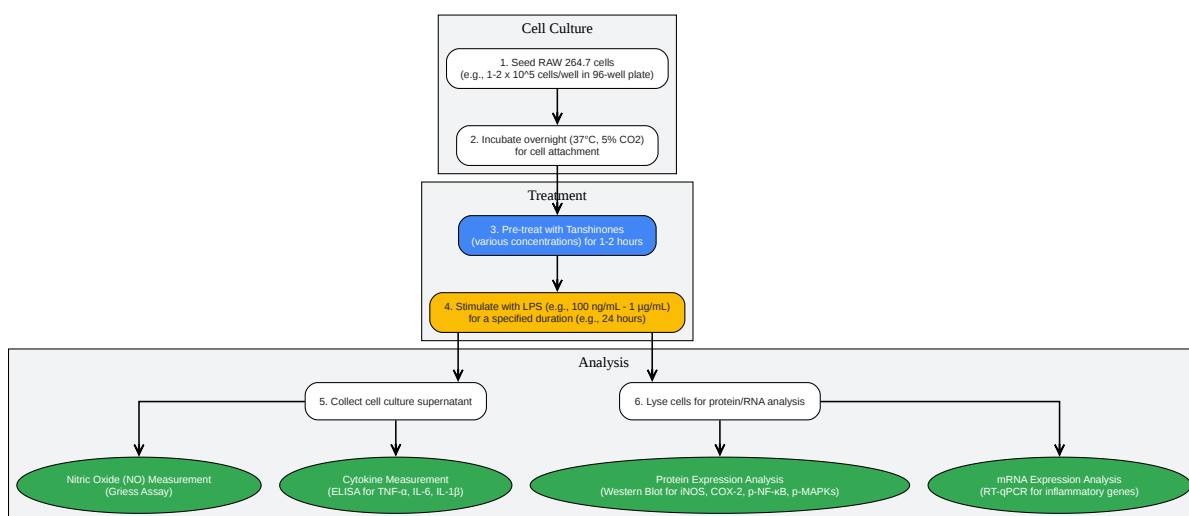 Cell Culture
1. Seed RAW 264.7 cells
(e.g., 1-2 x 10^5 cells/well in 96-well plate)
2. Incubate overnight (37°C, 5% CO2)
for cell attachment
Treatment
3. Pre-treat with Tanshinones
(various concentrations) for 1-2 hours
4. Stimulate with LPS (e.g., 100 ng/mL - 1 µg/mL)
for a specified duration (e.g., 24 hours)
Analysis
5. Collect cell culture supernatant
6. Lyse cells for protein/RNA analysis
Nitric Oxide (NO) Measurement
(Griess Assay)
Cytokine Measurement
(ELISA for TNF-α, IL-6, IL-1β)
Protein Expression Analysis
(Western Blot for iNOS, COX-2, p-NF-κB, p-MAPKs)
mRNA Expression Analysis
(RT-qPCR for inflammatory genes)